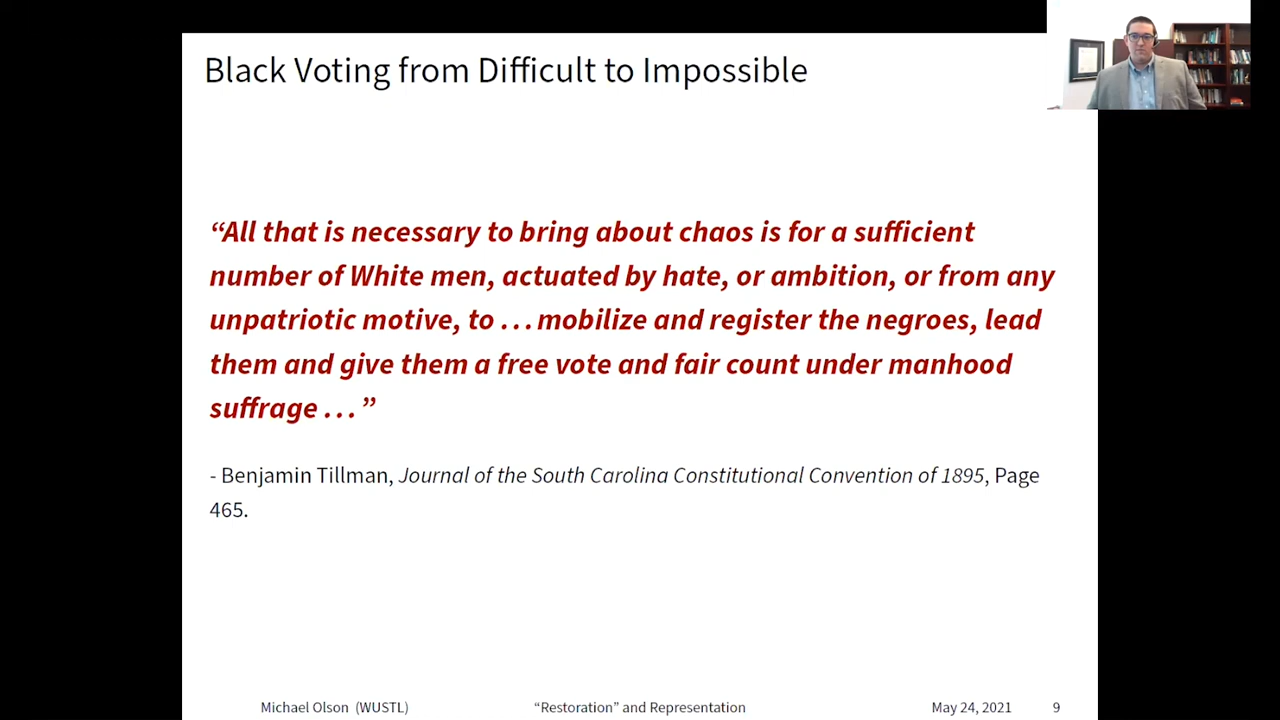 Black Voting from Difficult to Impossible
“All that is necessary to bring about chaos is for a sufficient
number of White men, actuated by hate, or ambition, or from any
unpatriotic motive, to . . . mobilize and register the negroes, lead
them and give them a free vote and fair count under manhood
suffrage . . . ”
- Benjamin Tillman, Journal of the South Carolina Constitutional Convention of 1895, Page
465.
Michael Olson (WUSTL) “Restoration” and Representation May 24, 2021 9